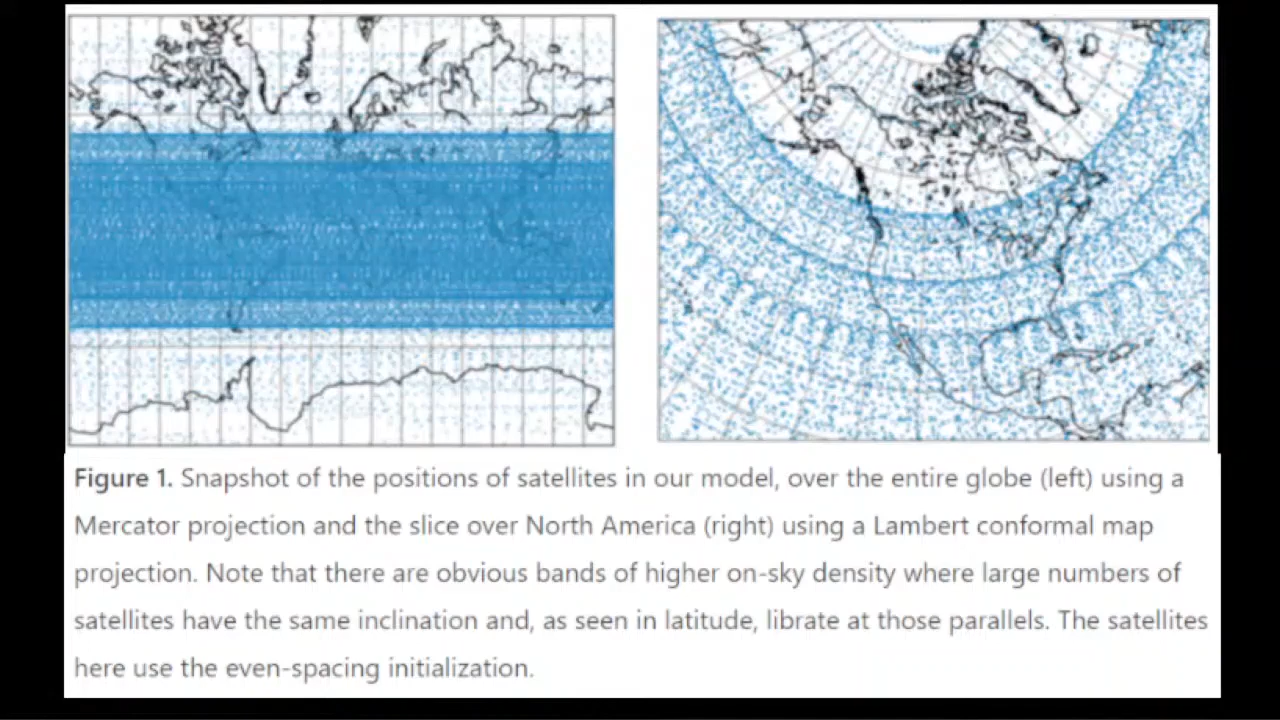 Figure 1. Snapshot of the positions of satellites in our model, over the entire globe (left) using a
Mercator projection and the slice over North America (right) using a Lambert conformal map
projection. Note that there are obvious bands of higher on-sky density where large numbers of
satellites have the same inclination and, as seen in latitude, librate at those parallels. The satellites
here use the even-spacing initialization.